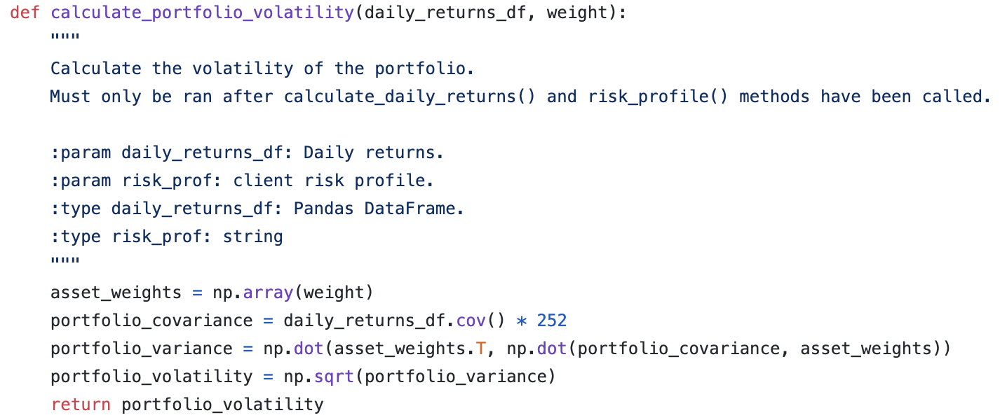 def calculate_portfolio_volatility(daily_returns_df, weight):
    """
    Calculate the volatility of the portfolio.
    Must only be ran after calculate_daily_returns() and risk_profile() methods have been called.

    :param daily_returns_df: Daily returns.
    :param risk_prof: client risk profile.
    :type daily_returns_df: Pandas DataFrame.
    :type risk_prof: string
    """
    asset_weights = np.array(weight)
    portfolio_covariance = daily_returns_df.cov() * 252
    portfolio_variance = np.dot(asset_weights.T, np.dot(portfolio_covariance, asset_weights))
    portfolio_volatility = np.sqrt(portfolio_variance)
    return portfolio_volatility